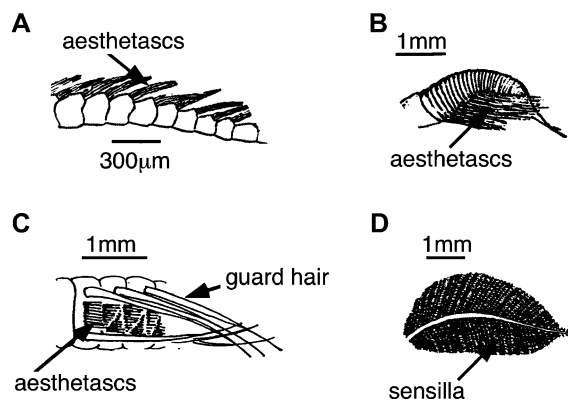 A
aesthetascs
300μm
B
1mm
aesthetascs
C
1mm
guard hair
aesthetascs
D
1mm
sensilla